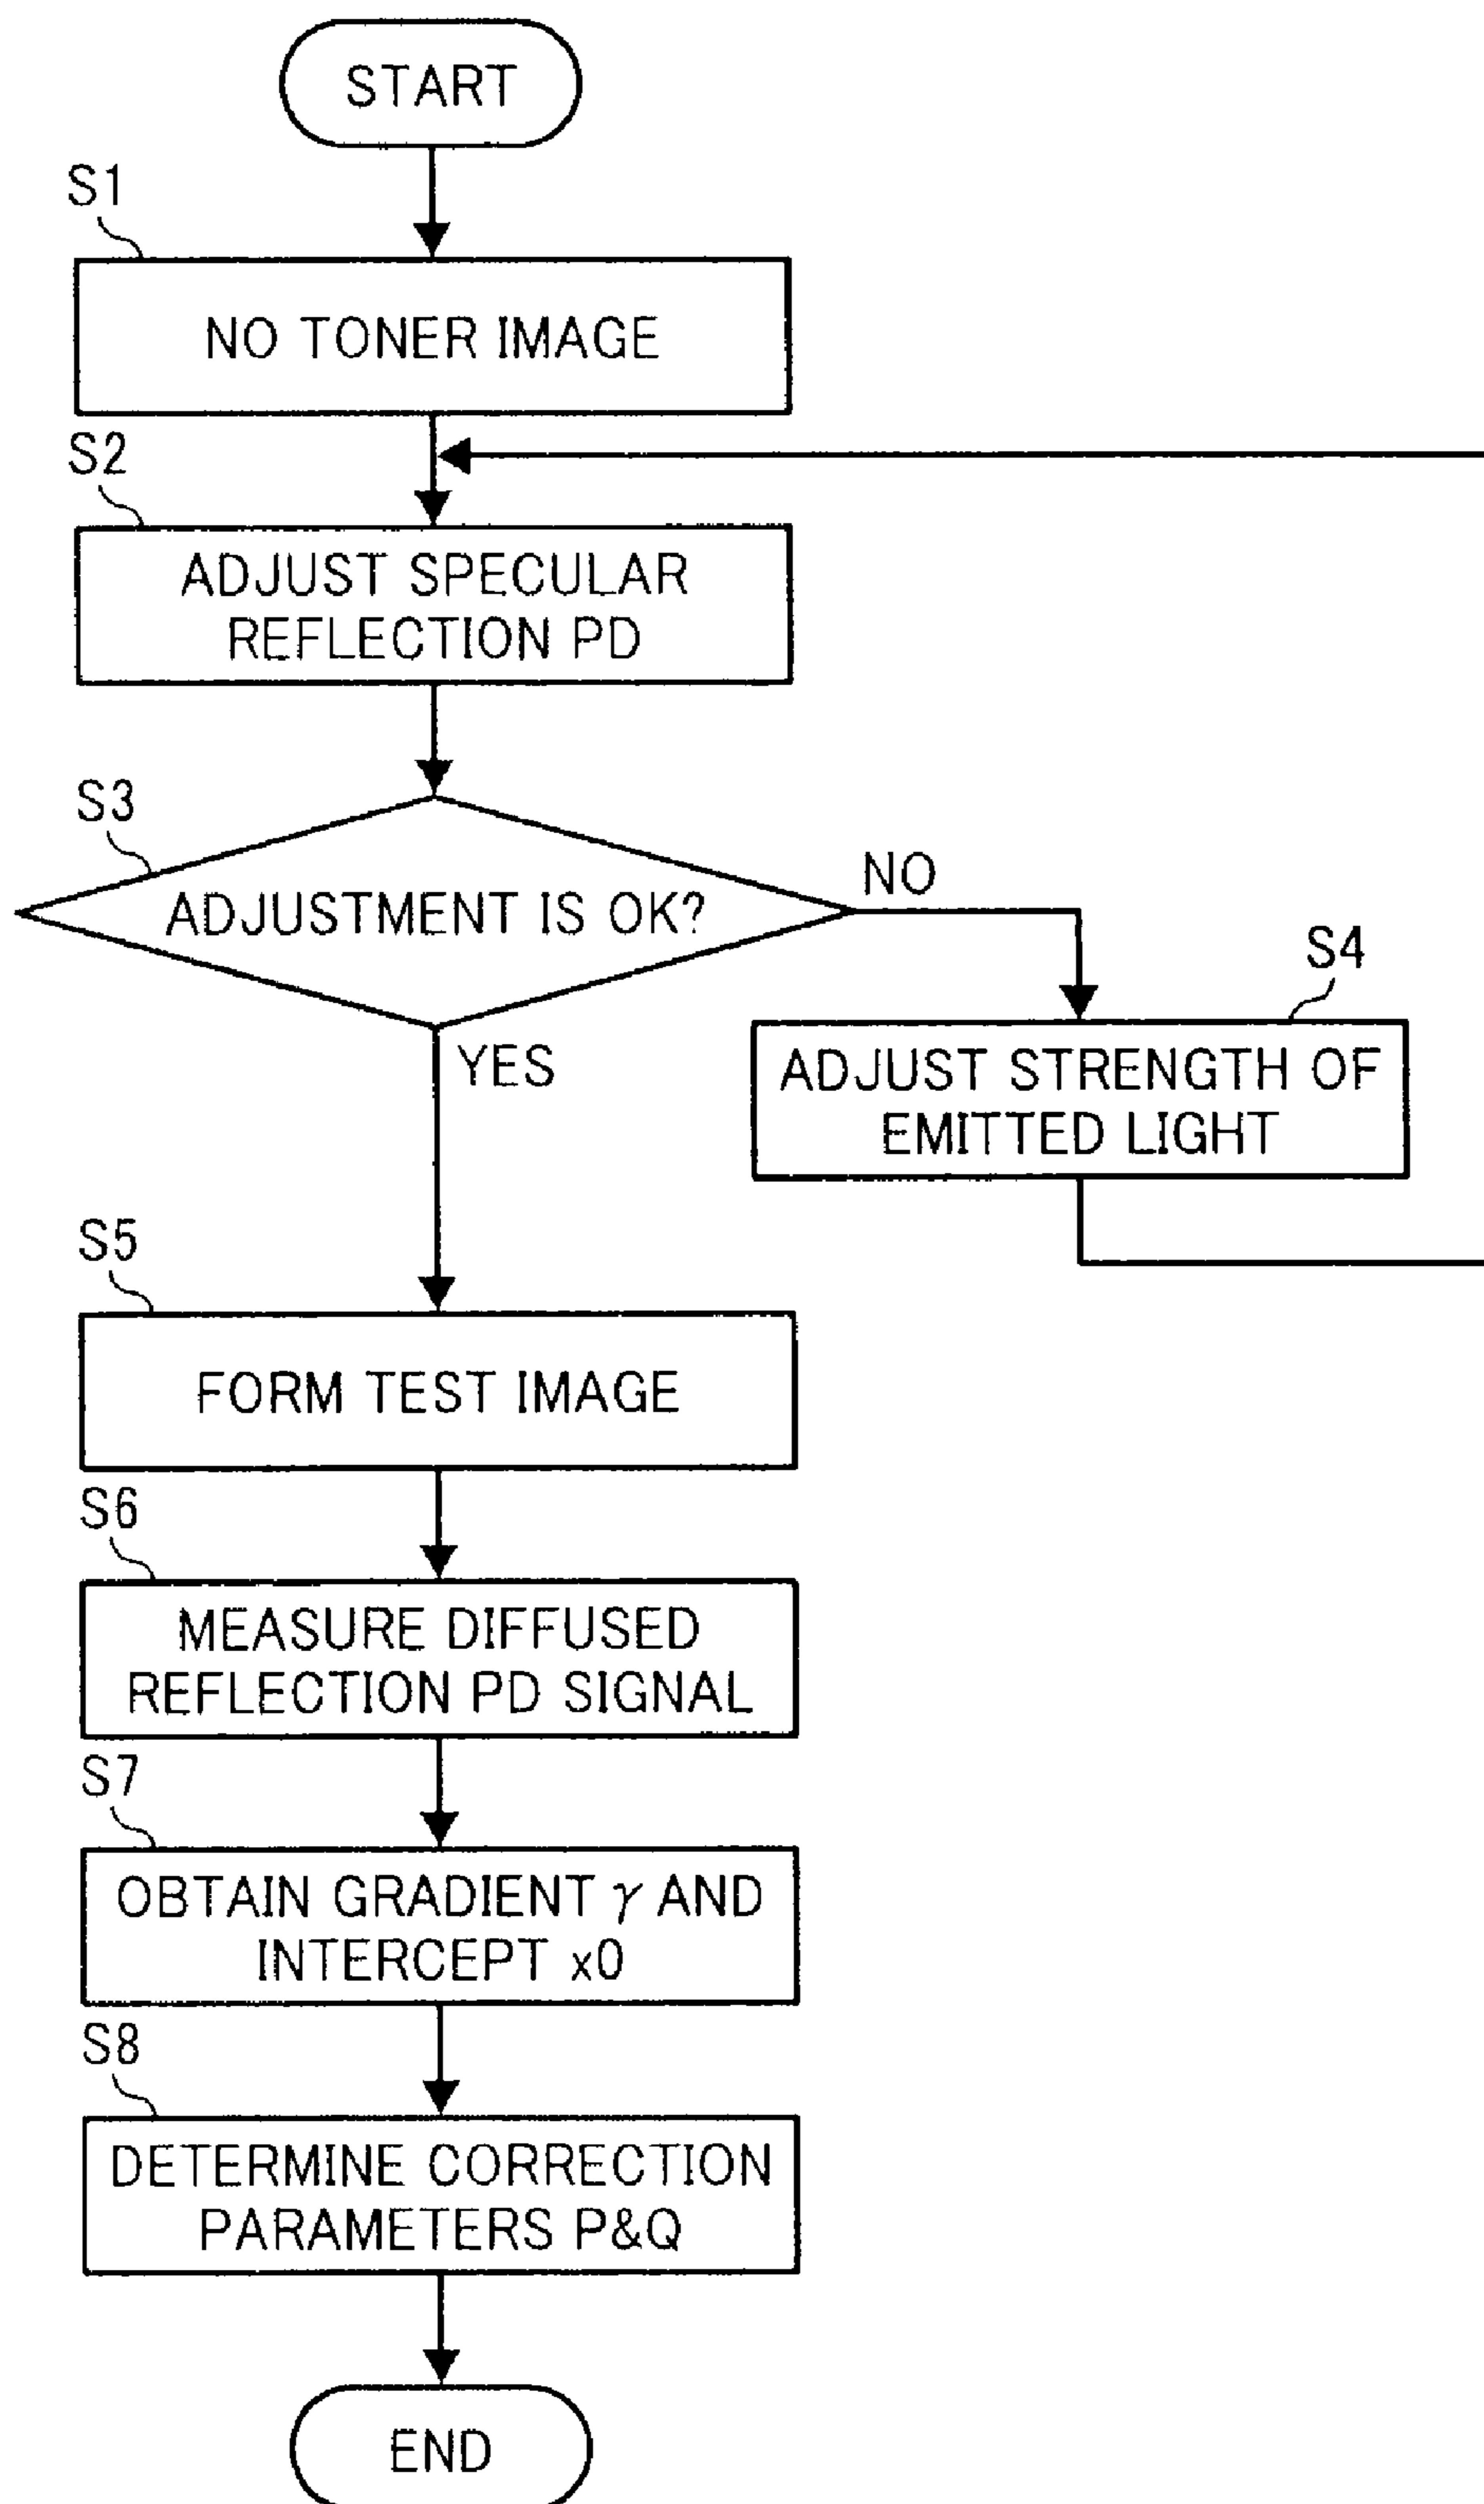 START
S1
NO TONER IMAGE
S2
ADJUST SPECULAR
REFLECTION PD
S3
ADJUSTMENT IS OK?
NO
S4
ADJUST STRENGTH OF
EMITTED LIGHT
YES
S5
FORM TEST IMAGE
S6
MEASURE DIFFUSED
REFLECTION PD SIGNAL
S7
OBTAIN GRADIENT γ AND
INTERCEPT x0
S8
DETERMINE CORRECTION
PARAMETERS P&Q
END